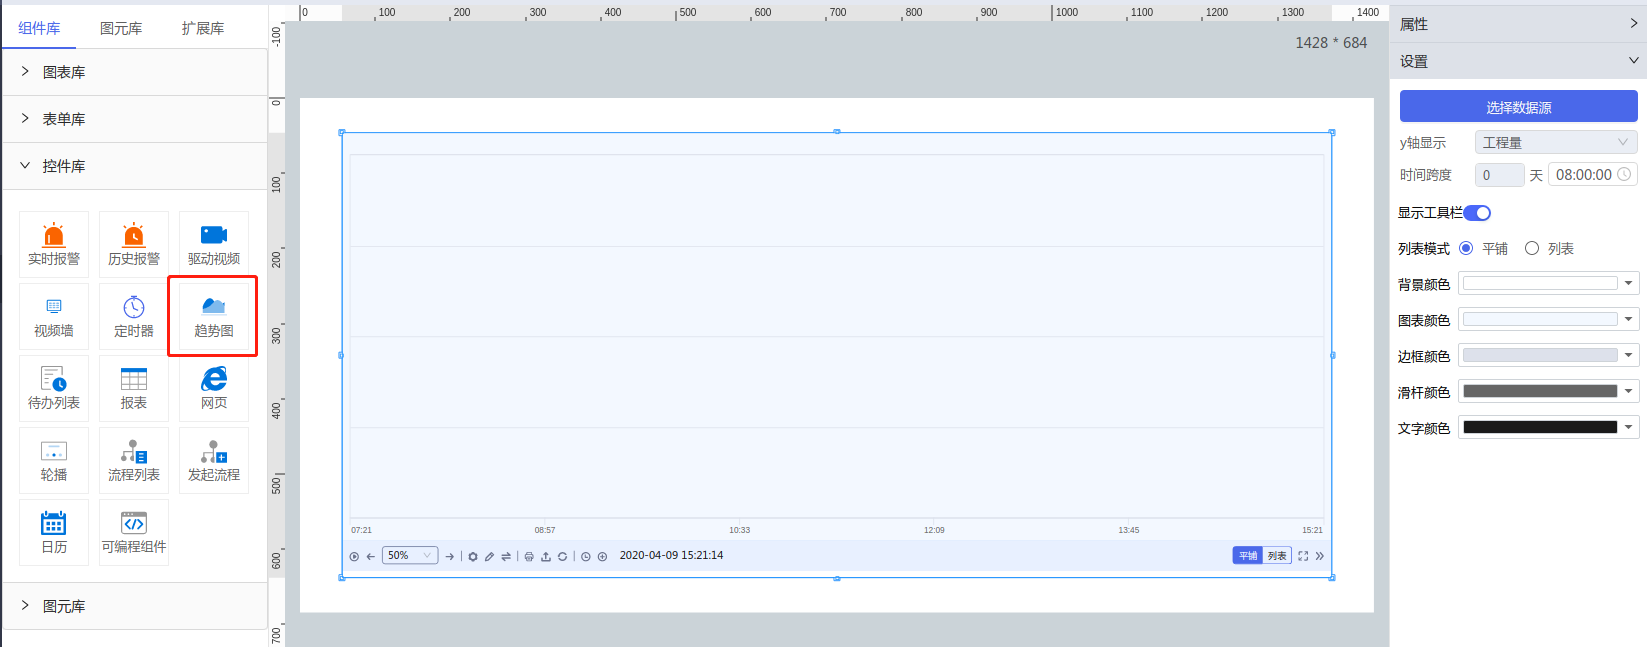 组件库 图元库 扩展库
图表库
表单库
控件库
实时报警 历史报警 驱动视频
视频墙 定时器 趋势图
待办列表 报表 网页
轮播 流程列表 发起流程
日历 可编程组件
图元库
0 100 200 300 400 500 600 700 800 900 1000 1100 1200 1300 1400
-100
0
100
200
300
400
500
600
700
1428 * 684
07:21 08:57 10:33 12:09 13:45 15:21
50% 2020-04-09 15:21:14 平铺 列表
属性
设置
选择数据源
y轴显示 工程量
时间跨度 0 天 08:00:00
显示工具栏
列表模式 平铺 列表
背景颜色
图表颜色
边框颜色
滑杆颜色
文字颜色